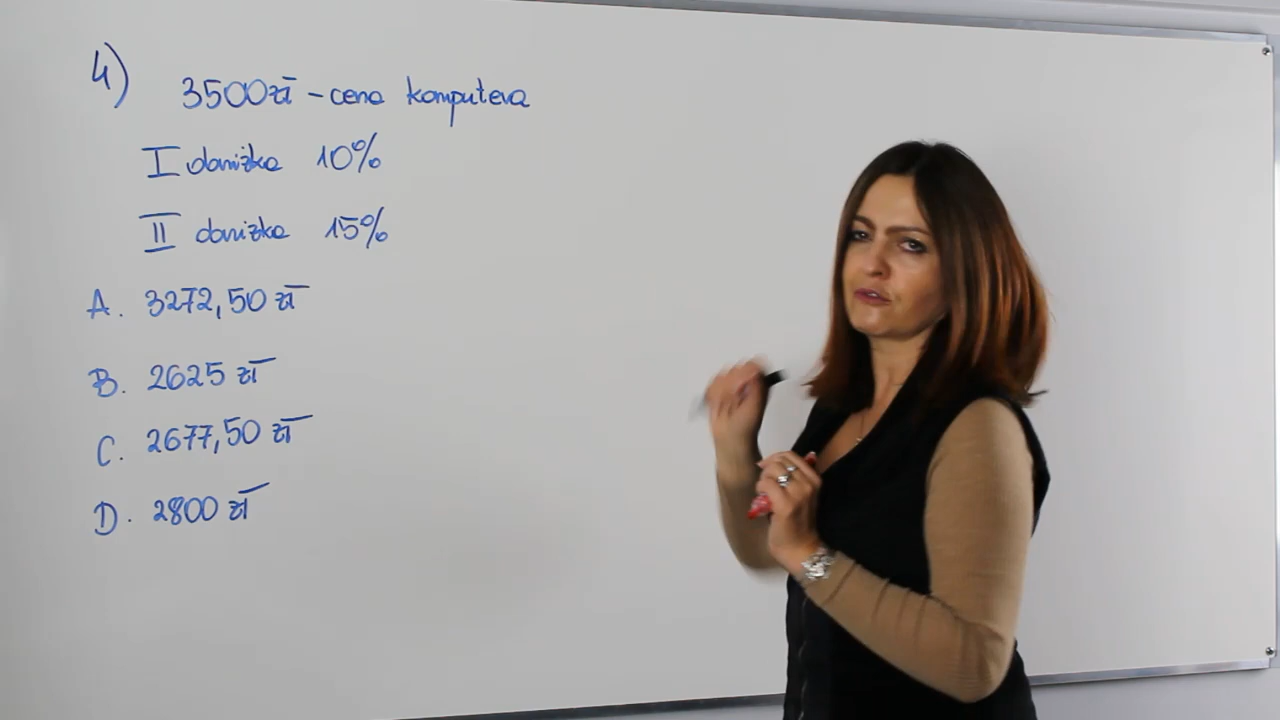 4)
3500zł - cena komputera
I obniżka 10%
II obniżka 15%
A. 3272,50 zł
B. 2625 zł
C. 2677,50 zł
D. 2800 zł